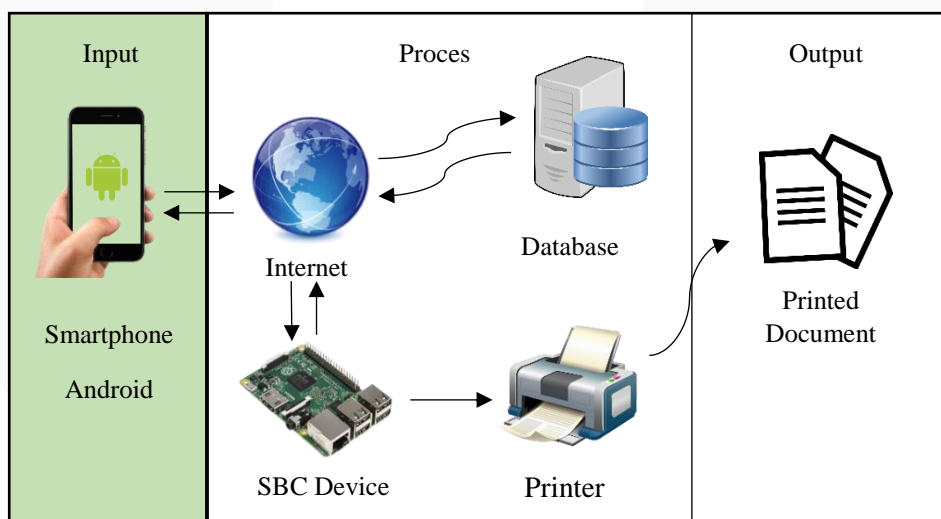 Input
Smartphone
Android
Proces
Internet
Database
SBC Device
Printer
Output
Printed
Document